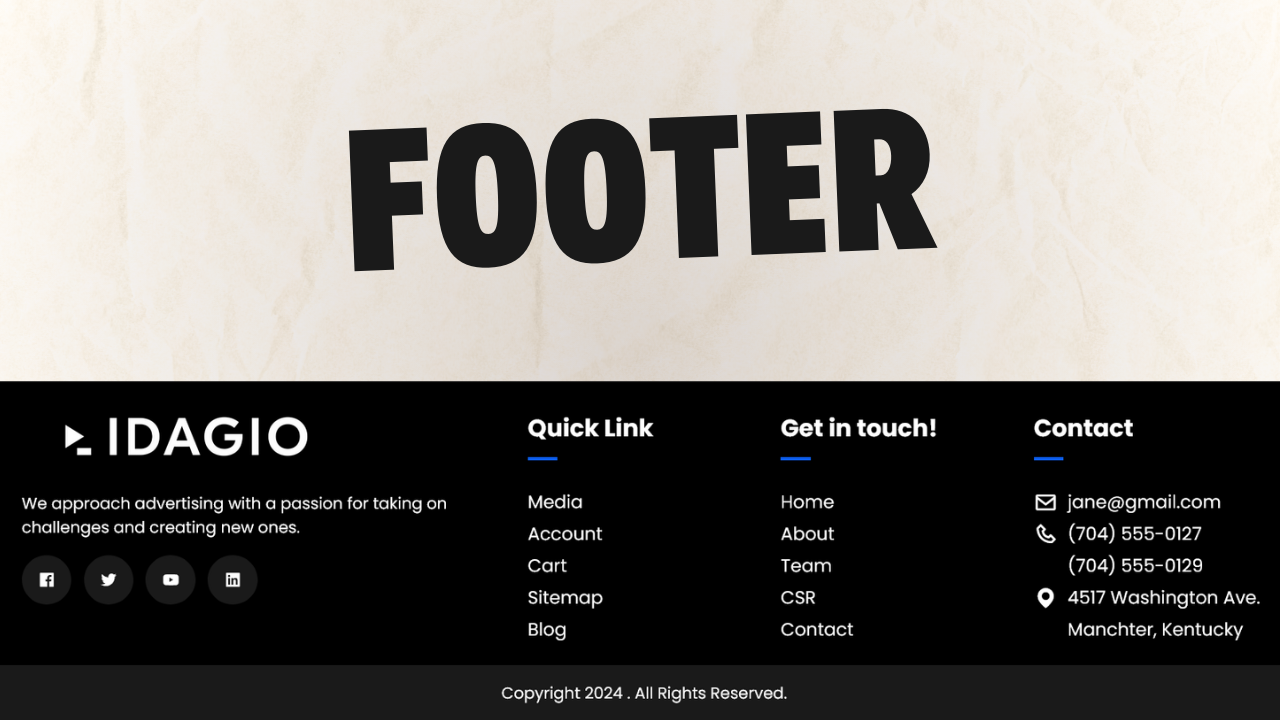 FOOTER
IDAGIO
We approach advertising with a passion for taking on
challenges and creating new ones.
Quick Link
Media
Account
Cart
Sitemap
Blog
Get in touch!
Home
About
Team
CSR
Contact
Contact
jane@gmail.com
(704) 555-0127
(704) 555-0129
4517 Washington Ave.
Manchter, Kentucky
Copyright 2024 . All Rights Reserved.